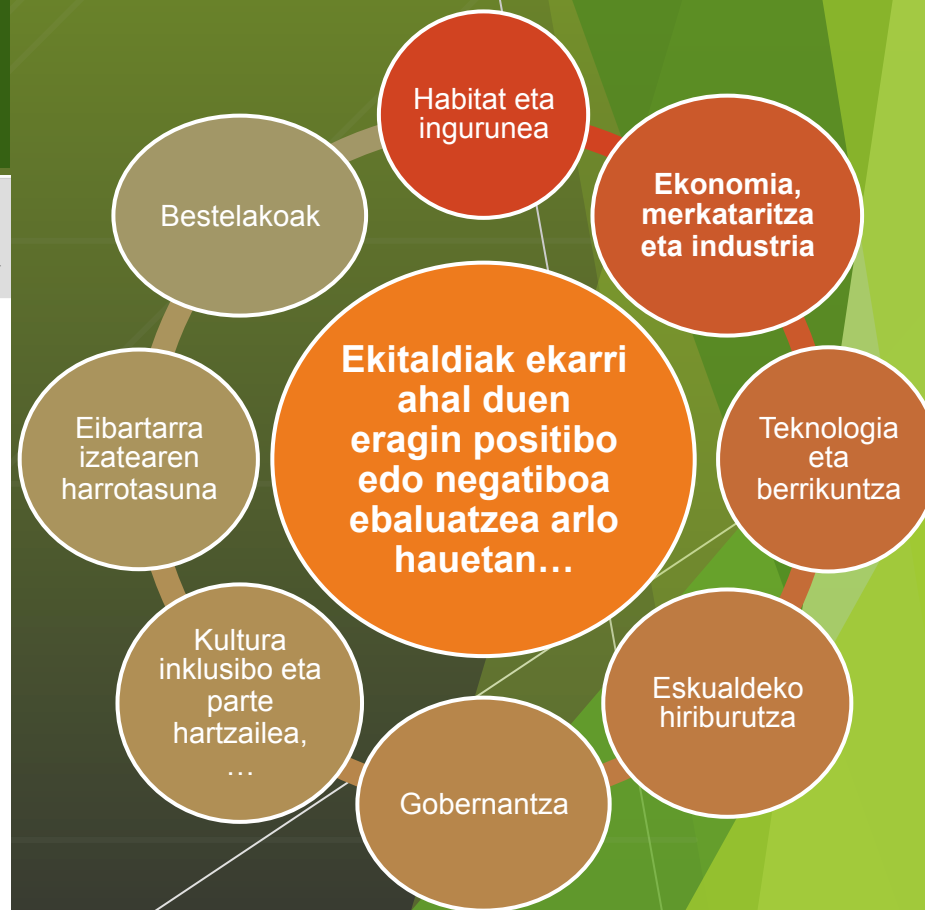 Habitat eta
ingurunea
Ekonomia,
merkataritza
eta industria
Teknologia
eta
berrikuntza
Eskualdeko
hiriburutza
Gobernantza
Kultura
inklusibo eta
parte
hartzailea,
…
Eibartarra
izatearen
harrotasuna
Bestelakoak
Ekitaldiak ekarri
ahal duen
eragin positibo
edo negatiboa
ebaluatzea arlo
hauetan…